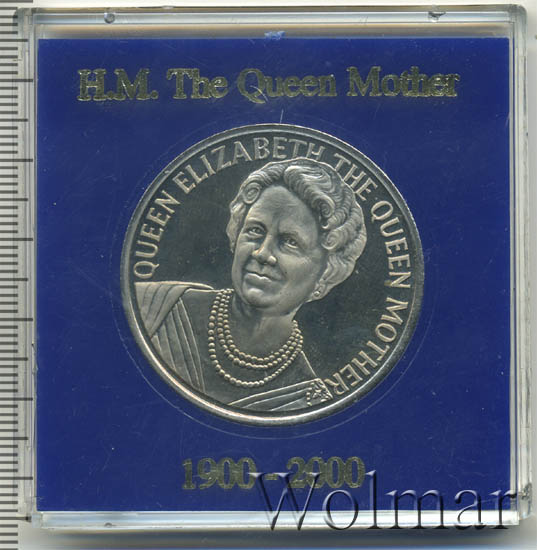 H.M. The Queen Mother
QUEEN ELIZABETH THE QUEEN MOTHER
1900 - 2000
Wolmar